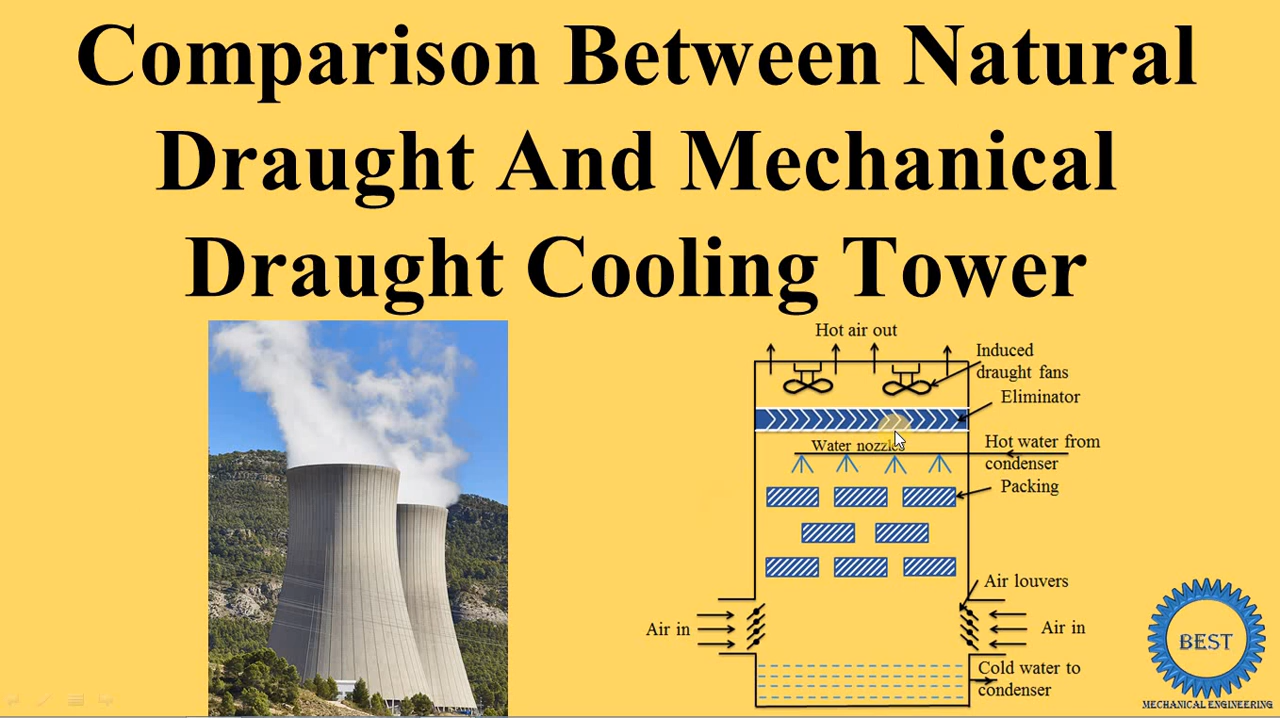 Comparison Between Natural
Draught And Mechanical
Draught Cooling Tower
Hot air out
Induced
draught fans
Eliminator
Water nozzles
Hot water from
condenser
Packing
Air louvers
Air in
Air in
Cold water to
condenser
BEST
MECHANICAL ENGINEERING